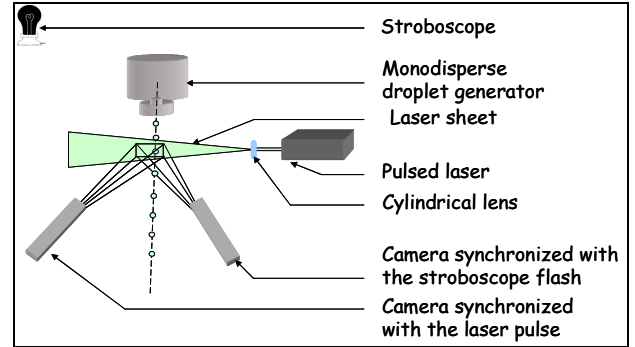 Stroboscope
Monodisperse
droplet generator
Laser sheet
Pulsed laser
Cylindrical lens
Camera synchronized with
the stroboscope flash
Camera synchronized
with the laser pulse